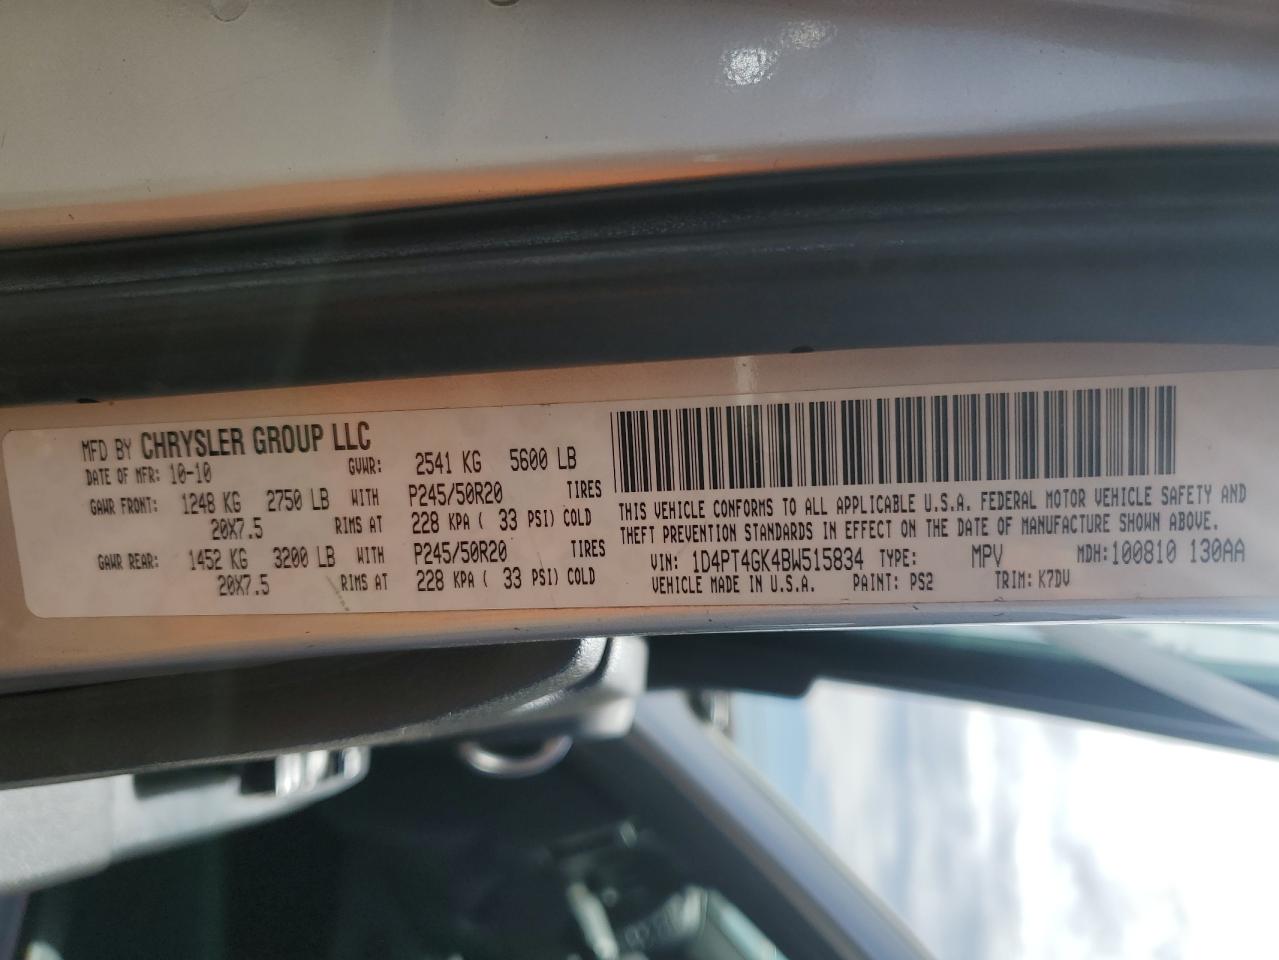 MFD BY CHRYSLER GROUP LLC
DATE OF MFR: 10-10 GVWR: 2541 KG 5600 LB
GAWR FRONT: 1248 KG 2750 LB WITH P245/50R20 TIRES
20X7.5 RIMS AT 228 KPA ( 33 PSI) COLD
GAWR REAR: 1452 KG 3200 LB WITH P245/50R20 TIRES
20X7.5 RIMS AT 228 KPA ( 33 PSI) COLD
THIS VEHICLE CONFORMS TO ALL APPLICABLE U.S.A. FEDERAL MOTOR VEHICLE SAFETY AND
THEFT PREVENTION STANDARDS IN EFFECT ON THE DATE OF MANUFACTURE SHOWN ABOVE.
VIN: 1D4PT4GK4BW515834 TYPE: MPV MDH:100810 130AA
VEHICLE MADE IN U.S.A. PAINT: PS2 TRIM: K7DV